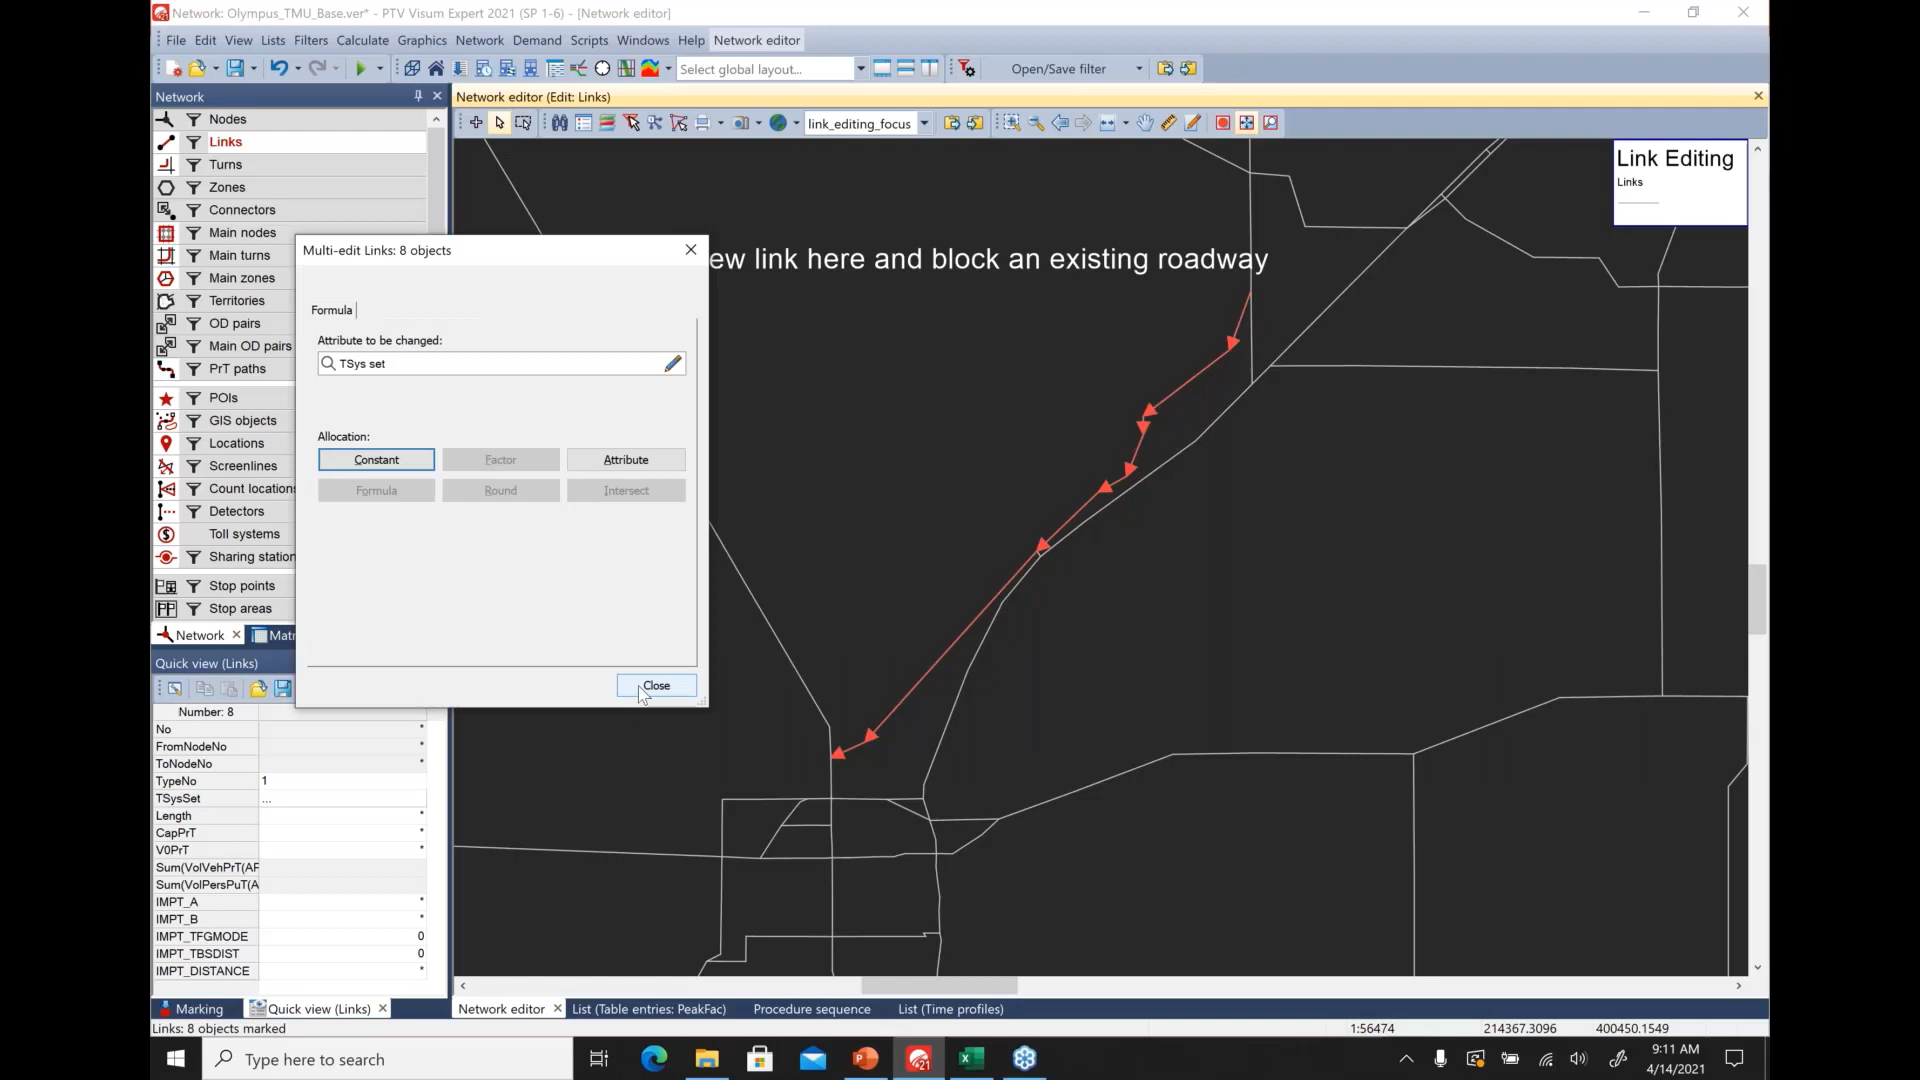 Network: Olympus_TMU_Base.ver* - PTV Visum Expert 2021 (SP 1-6) - [Network editor]
File Edit View Lists Filters Calculate Graphics Network Demand Scripts Windows Help Network editor
Select global layout...
Open/Save filter
Network
Network editor (Edit: Links)
link_editing_focus
Nodes
Links
Turns
Zones
Connectors
Main nodes
Main turns
Main zones
Territories
OD pairs
Main OD pairs
PrT paths
POIs
GIS objects
Locations
Screenlines
Count locations
Detectors
Toll systems
Sharing station
Stop points
Stop areas
Network
Matr
Link Editing
Links
ew link here and block an existing roadway
Multi-edit Links: 8 objects
Formula
Attribute to be changed:
TSys set
Allocation:
Constant Factor Attribute
Formula Round Intersect
Close
Quick view (Links)
Number: 8
No *
FromNodeNo *
ToNodeNo *
TypeNo 1
TSysSet ...
Length *
CapPrT *
V0PrT *
Sum(VolVehPrT(AP
Sum(VolPersPuT(A
IMPT_A *
IMPT_B *
IMPT_TFGMODE 0
IMPT_TBSDIST 0
IMPT_DISTANCE *
Marking
Quick view (Links)
Network editor
List (Table entries: PeakFac)
Procedure sequence
List (Time profiles)
Links: 8 objects marked
1:56474
214367.3096
400450.1549
Type here to search
21
9:11 AM
4/14/2021